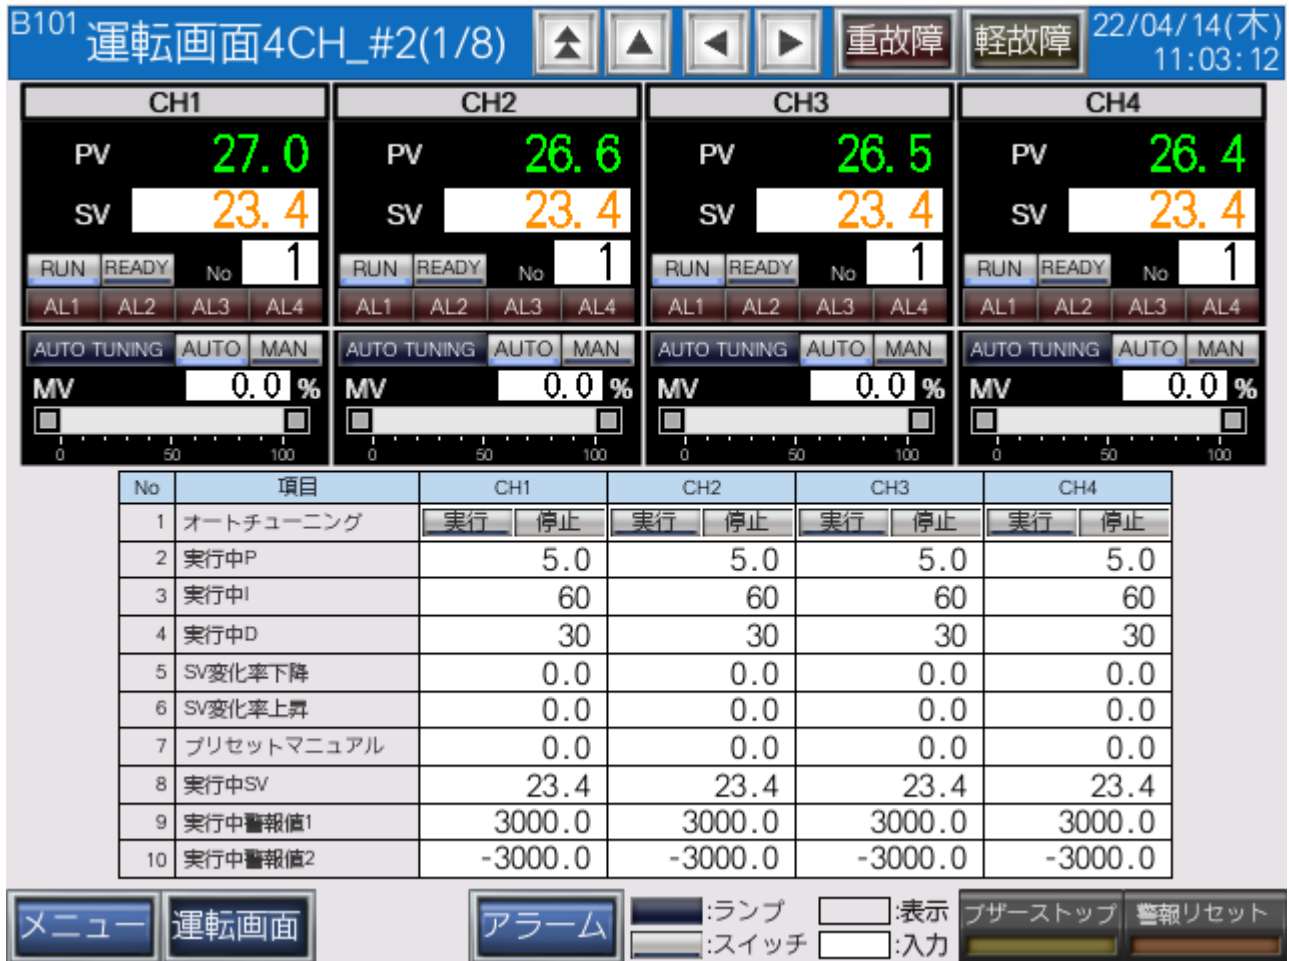 B101 運転画面4CH_#2(1/8) 重故障 軽故障 22/04/14(木)
11:03:12
CH1 CH2 CH3 CH4
PV 27.0 PV 26.6 PV 26.5 PV 26.4
SV 23.4 SV 23.4 SV 23.4 SV 23.4
RUN READY No 1 RUN READY No 1 RUN READY No 1 RUN READY No 1
AL1 AL2 AL3 AL4 AL1 AL2 AL3 AL4 AL1 AL2 AL3 AL4 AL1 AL2 AL3 AL4
AUTO TUNING AUTO MAN AUTO TUNING AUTO MAN AUTO TUNING AUTO MAN AUTO TUNING AUTO MAN
MV 0.0 % MV 0.0 % MV 0.0 % MV 0.0 %
0 50 100 0 50 100 0 50 100 0 50 100
No 項目 CH1 CH2 CH3 CH4
1 オートチューニング 実行 停止 実行 停止 実行 停止 実行 停止
2 実行中P 5.0 5.0 5.0 5.0
3 実行中I 60 60 60 60
4 実行中D 30 30 30 30
5 SV変化率下降 0.0 0.0 0.0 0.0
6 SV変化率上昇 0.0 0.0 0.0 0.0
7 プリセットマニュアル 0.0 0.0 0.0 0.0
8 実行中SV 23.4 23.4 23.4 23.4
9 実行中警報値1 3000.0 3000.0 3000.0 3000.0
10 実行中警報値2 -3000.0 -3000.0 -3000.0 -3000.0
メニュー 運転画面 アラーム :ランプ :表示 ブザーストップ 警報リセット
:スイッチ :入力